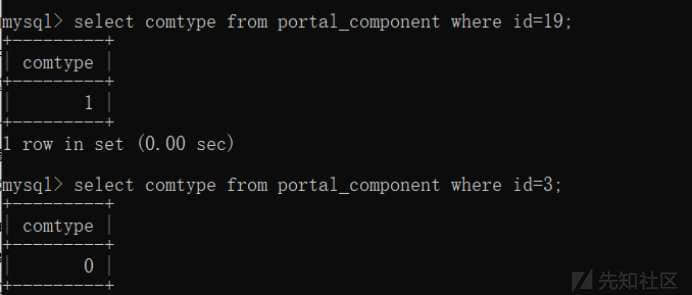 mysql> select comtype from portal_component where id=19;
+---------+
| comtype |
+---------+
|       1 |
+---------+
1 row in set (0.00 sec)
mysql> select comtype from portal_component where id=3;
+---------+
| comtype |
+---------+
|       0 |
+---------+
先知社区